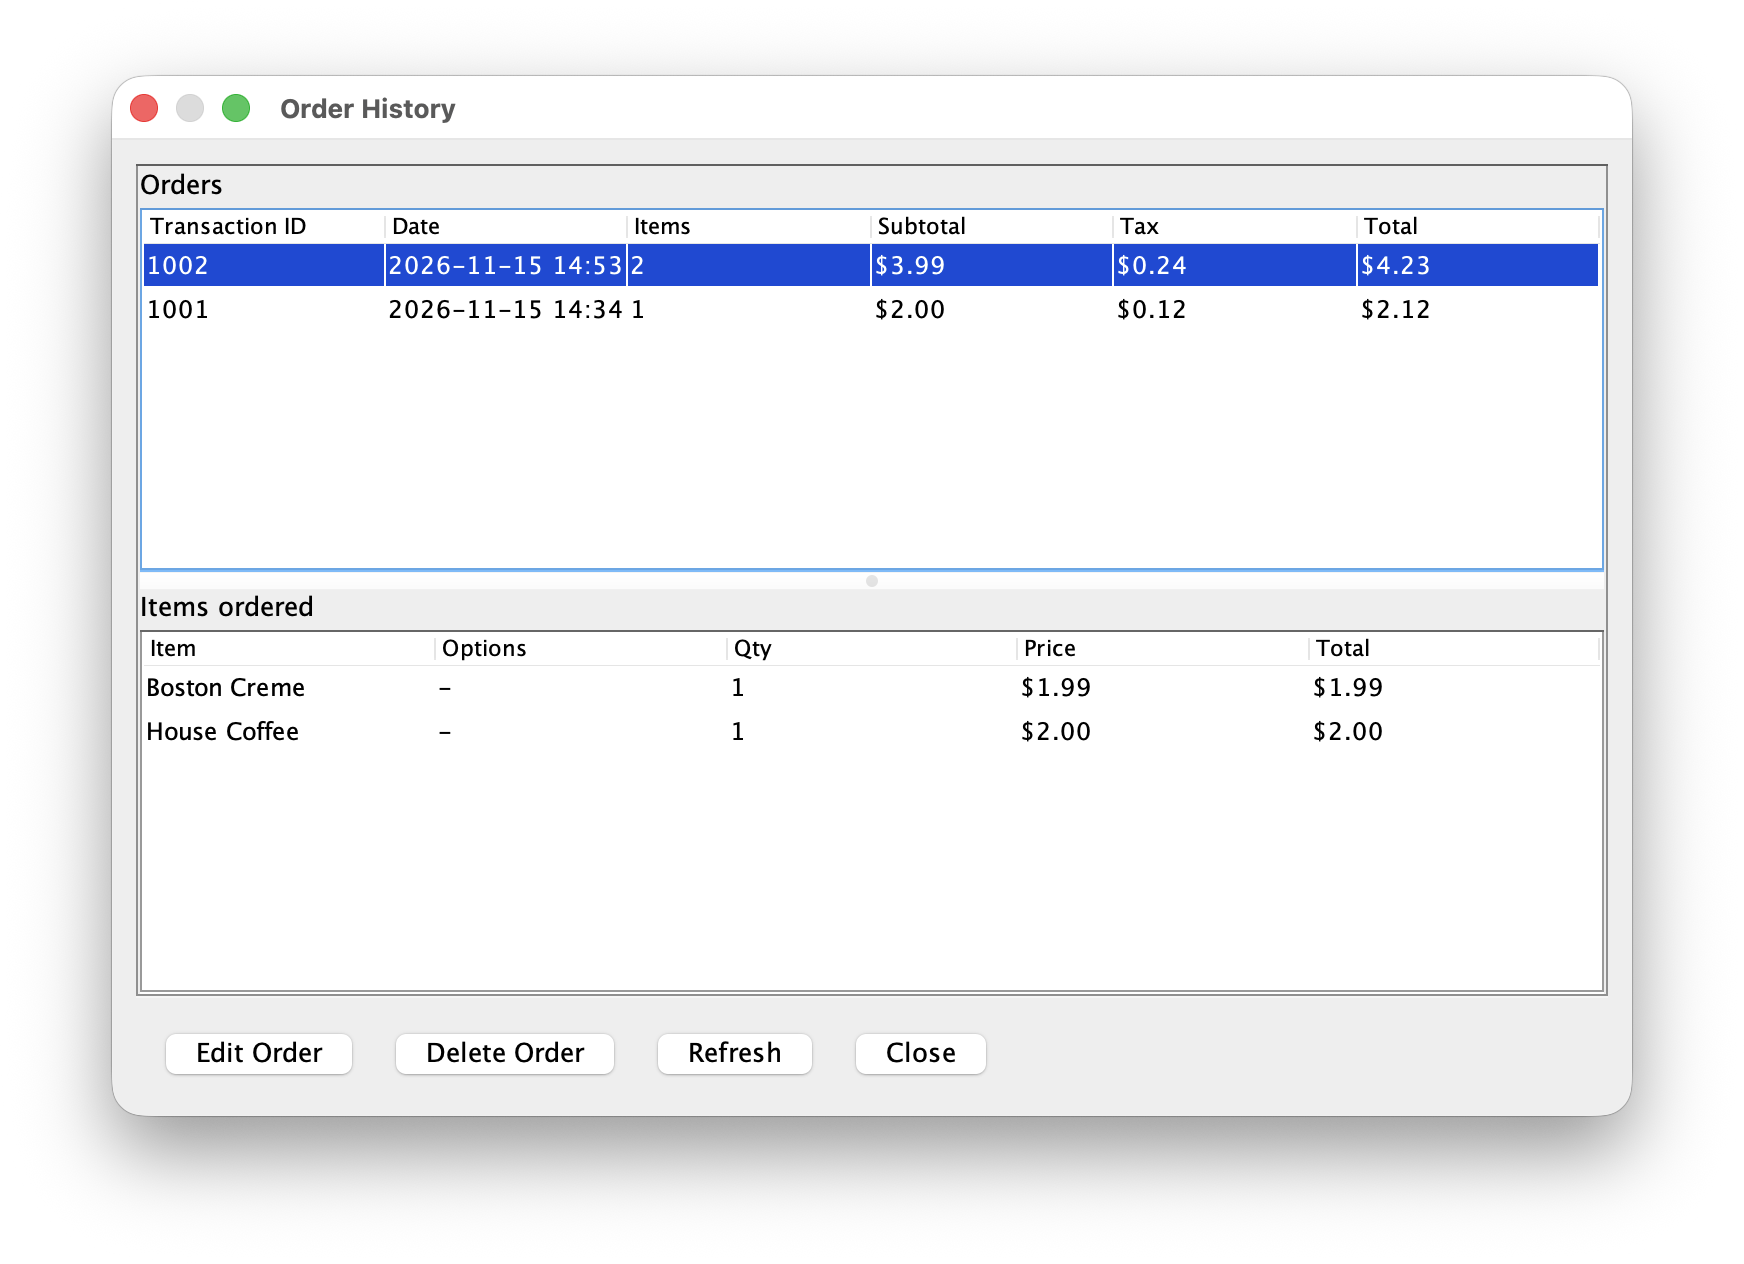 Order History
Orders
Transaction ID Date Items Subtotal Tax Total
1002 2026-11-15 14:53 2 $3.99 $0.24 $4.23
1001 2026-11-15 14:34 1 $2.00 $0.12 $2.12
Items ordered
Item Options Qty Price Total
Boston Creme - 1 $1.99 $1.99
House Coffee - 1 $2.00 $2.00
Edit Order Delete Order Refresh Close